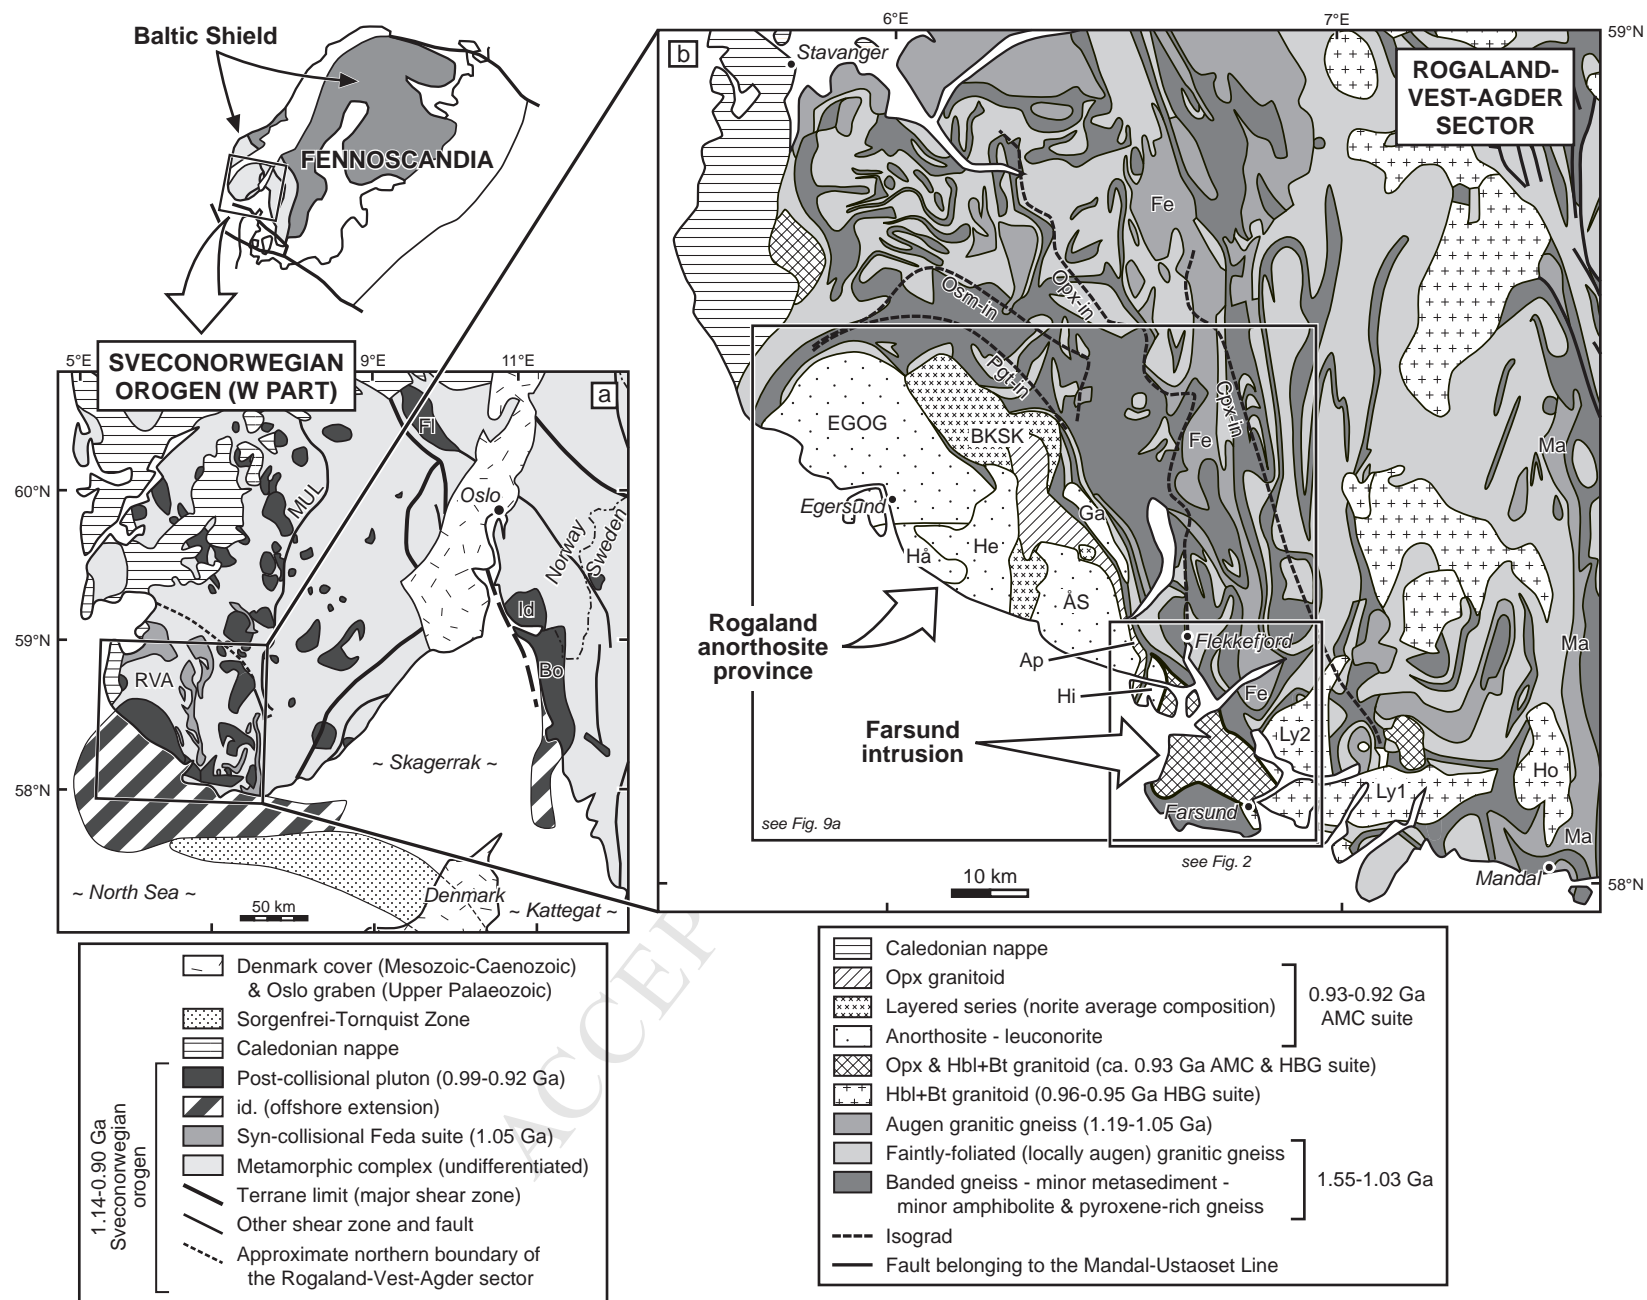 Baltic Shield
FENNOSCANDIA
SVECONORWEGIAN
OROGEN (W PART)
5°E
9°E
11°E
a
60°N
59°N
58°N
Fl
MUL
Oslo
Norway
Sweden
Id
Bo
RVA
~ Skagerrak ~
~ North Sea ~
Denmark
~ Kattegat ~
50 km
6°E
7°E
59°N
b
Stavanger
ROGALAND-
VEST-AGDER
SECTOR
Fe
Osm-in
Opx-in
Pgt-in
Cpx-in
EGOG
BKSK
Fe
Ma
Egersund
Ga
Hå
He
ÅS
Rogaland
anorthosite
province
Flekkefjord
Ma
Ap
Hi
Fe
Farsund
intrusion
Ly2
Ho
Ly1
Farsund
Ma
see Fig. 9a
see Fig. 2
Mandal
10 km
58°N
ACCEP
Denmark cover (Mesozoic-Caenozoic)
& Oslo graben (Upper Palaeozoic)
Sorgenfrei-Tornquist Zone
Caledonian nappe
Post-collisional pluton (0.99-0.92 Ga)
id. (offshore extension)
Syn-collisional Feda suite (1.05 Ga)
Metamorphic complex (undifferentiated)
Terrane limit (major shear zone)
Other shear zone and fault
Approximate northern boundary of
the Rogaland-Vest-Agder sector
1.14-0.90 Ga
Sveconorwegian
orogen
Caledonian nappe
Opx granitoid
Layered series (norite average composition)
Anorthosite - leuconorite
0.93-0.92 Ga
AMC suite
Opx & Hbl+Bt granitoid (ca. 0.93 Ga AMC & HBG suite)
Hbl+Bt granitoid (0.96-0.95 Ga HBG suite)
Augen granitic gneiss (1.19-1.05 Ga)
Faintly-foliated (locally augen) granitic gneiss
Banded gneiss - minor metasediment -
minor amphibolite & pyroxene-rich gneiss
1.55-1.03 Ga
Isograd
Fault belonging to the Mandal-Ustaoset Line